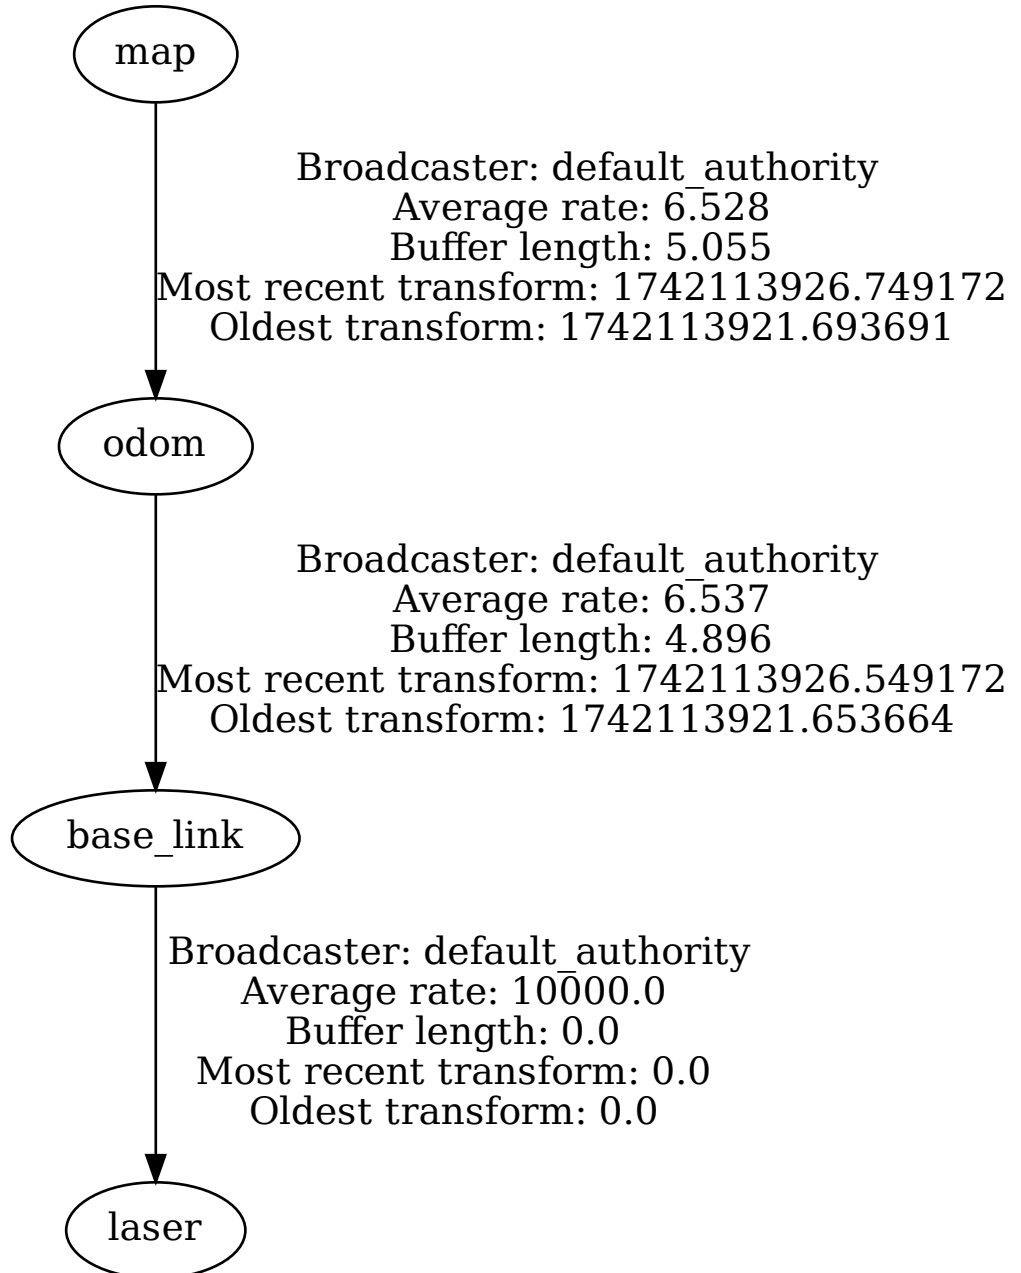 map
Broadcaster: default_authority
Average rate: 6.528
Buffer length: 5.055
Most recent transform: 1742113926.749172
Oldest transform: 1742113921.693691
odom
Broadcaster: default_authority
Average rate: 6.537
Buffer length: 4.896
Most recent transform: 1742113926.549172
Oldest transform: 1742113921.653664
base_link
Broadcaster: default_authority
Average rate: 10000.0
Buffer length: 0.0
Most recent transform: 0.0
Oldest transform: 0.0
laser